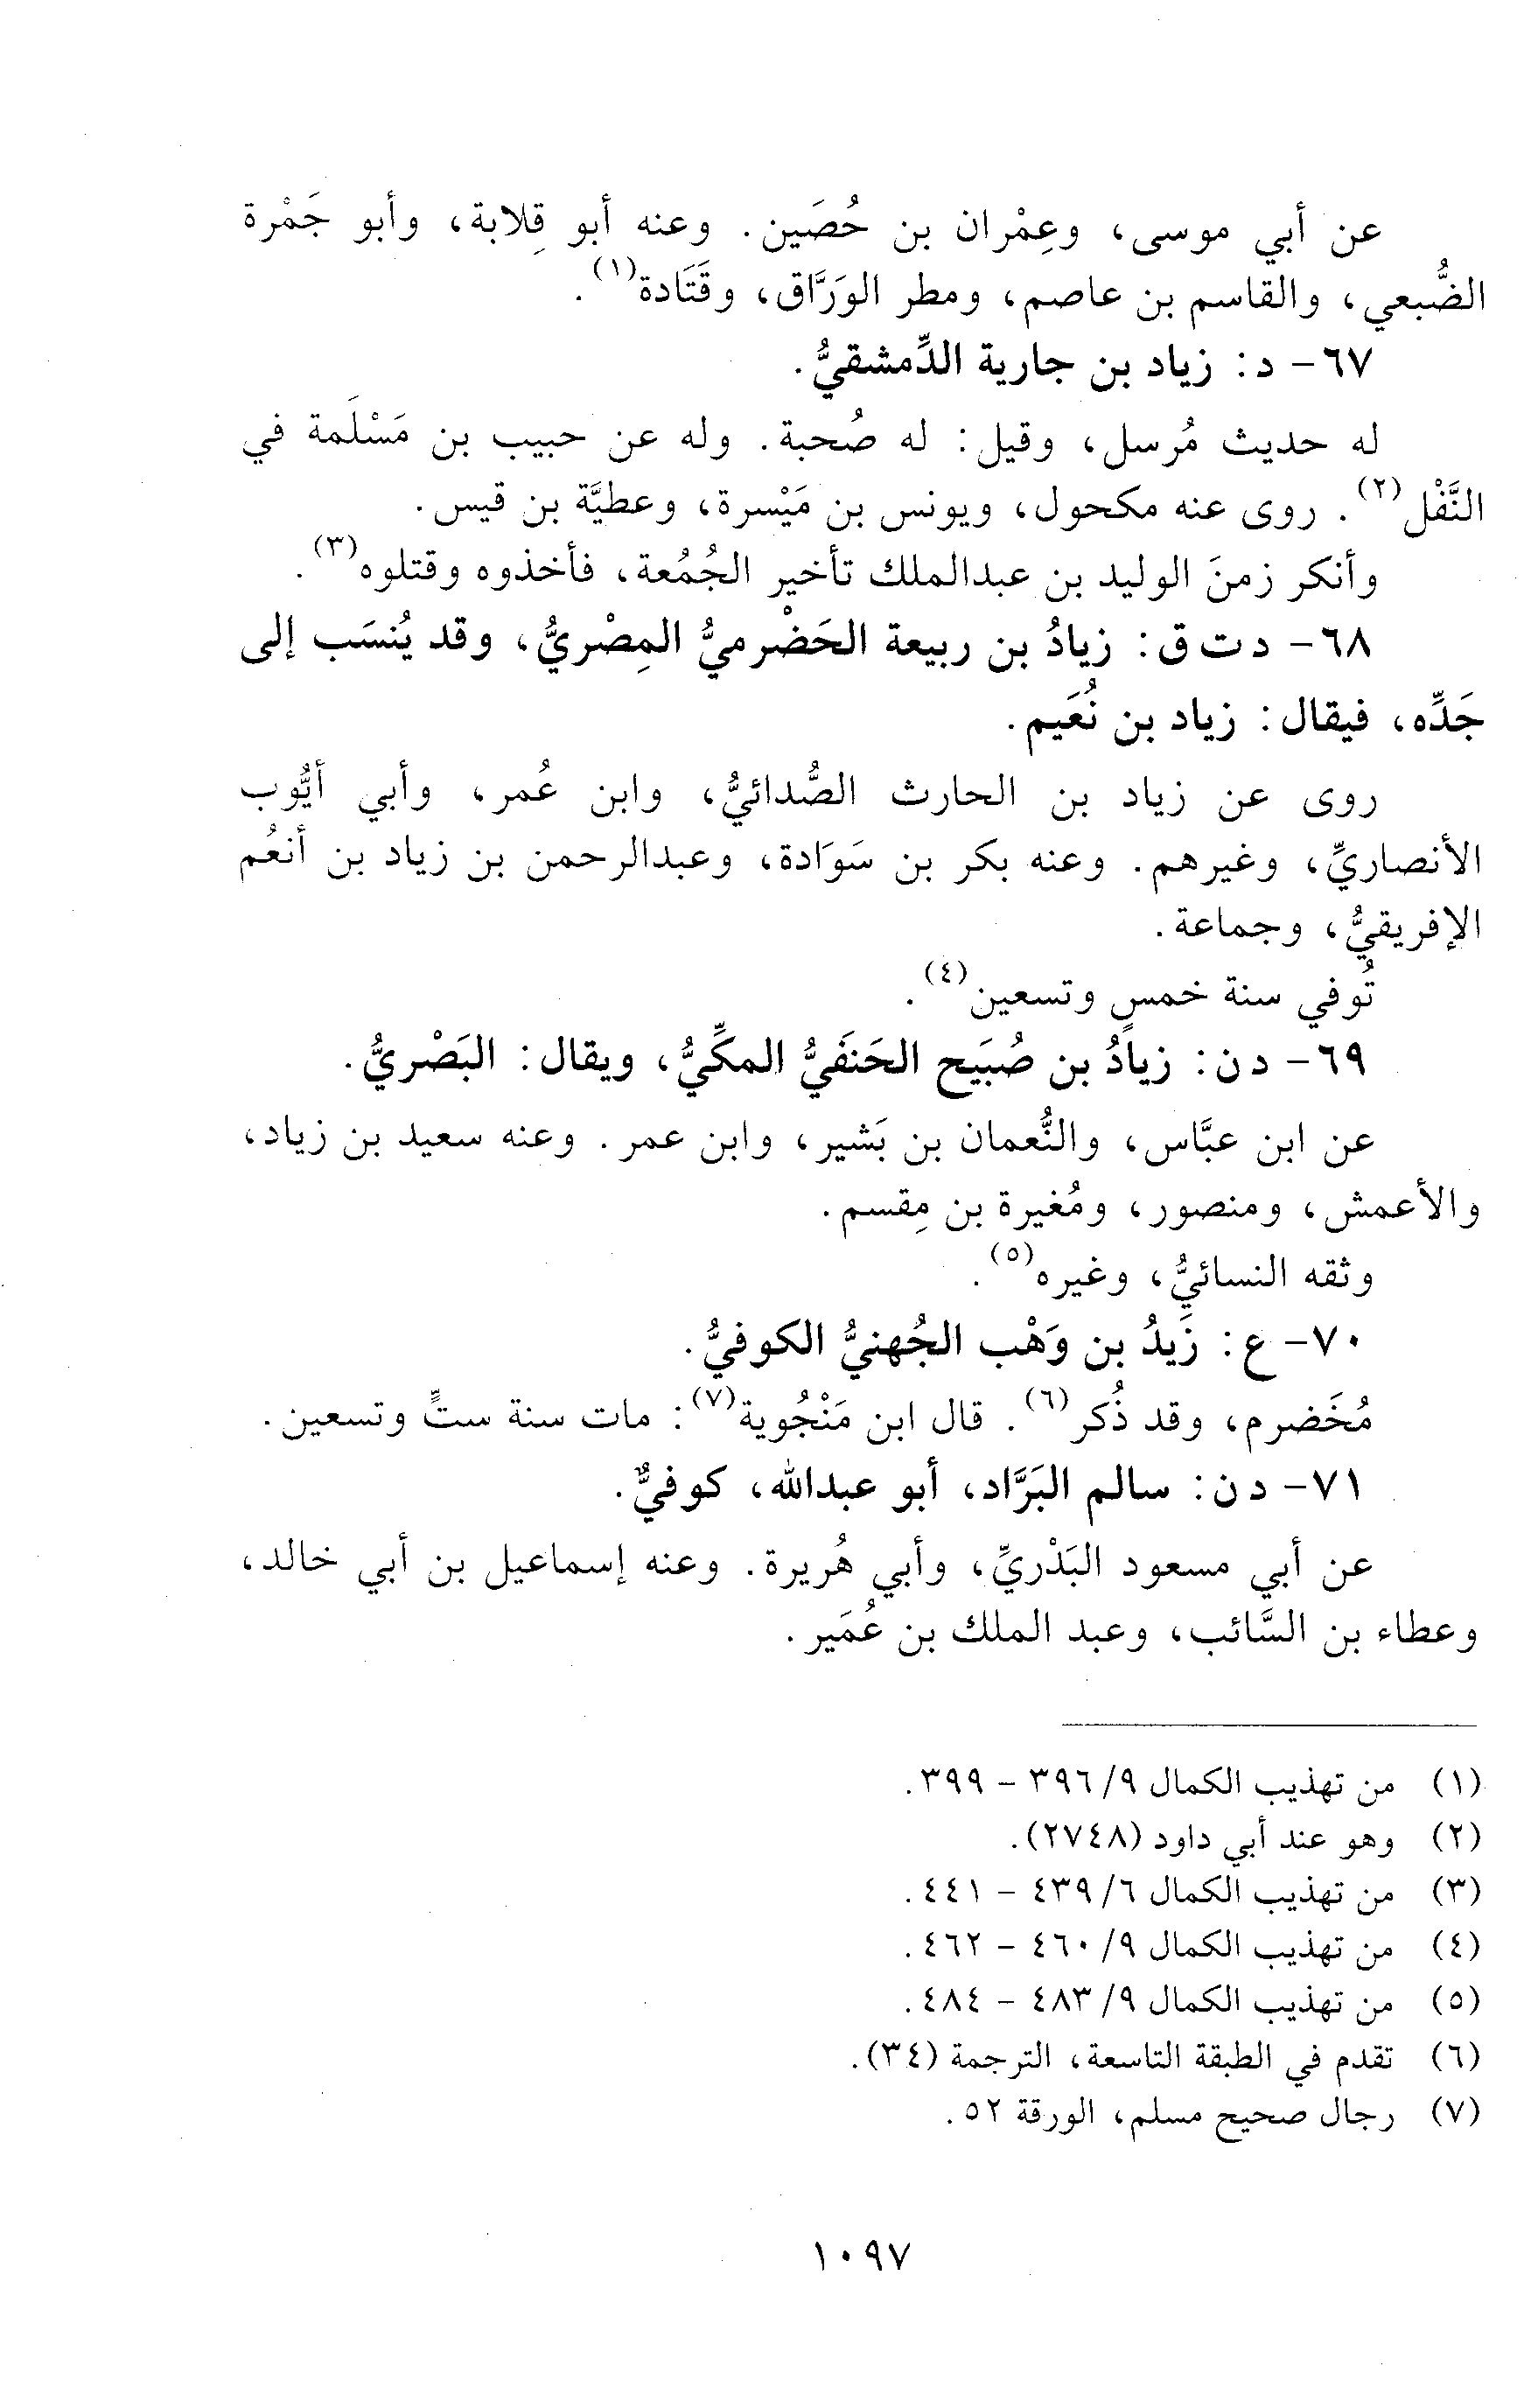 عن أبي موسى، وعِمْران بن حُصَين. وعنه أبو قِلابة، وأبو جَمْرة
الضُّبعي، والقاسم بن عاصم، ومطر الوَرَّاق، وقَتَادة(١).
٦٧- د: زياد بن جارية الدِّمشقيُّ.
له حديث مُرسل، وقيل: له صُحبة. وله عن حبيب بن مَسْلَمة في
النَّفْل(٢). روى عنه مكحول، ويونس بن مَيْسرة، وعطيَّة بن قيس.
وأنكر زمنَ الوليد بن عبدالملك تأخير الجُمُعة، فأخذوه وقتلوه(٣).
٦٨- د ت ق: زيادُ بن ربيعة الحَضْرميُّ المِصْريُّ، وقد يُنسَب إلى
جَدِّه، فيقال: زياد بن نُعَيم.
روى عن زياد بن الحارث الصُّدائيُّ، وابن عُمر، وأبي أيُّوب
الأنصاريِّ، وغيرهم. وعنه بكر بن سَوَادة، وعبدالرحمن بن زياد بن أنعُم
الإفريقيُّ، وجماعة.
تُوفي سنة خمسٍ وتسعين(٤).
٦٩- د ن: زيادُ بن صُبَيح الحَنَفيُّ المكِّيُّ، ويقال: البَصْريُّ.
عن ابن عبَّاس، والنُّعمان بن بَشير، وابن عمر. وعنه سعيد بن زياد،
والأعمش، ومنصور، ومُغيرة بن مِقسم.
وثقه النسائيُّ، وغيره(٥).
٧٠- ع: زَيدُ بن وَهْب الجُهنيُّ الكوفيُّ.
مُخَضرم، وقد ذُكر(٦). قال ابن مَنْجُوية(٧): مات سنة ستٍّ وتسعين.
٧١- د ن: سالم البَرَّاد، أبو عبدالله، كوفيٌّ.
عن أبي مسعود البَدْريِّ، وأبي هُريرة. وعنه إسماعيل بن أبي خالد،
وعطاء بن السَّائب، وعبد الملك بن عُمَير.
(١) من تهذيب الكمال ٩/ ٣٩٦ - ٣٩٩.
(٢) وهو عند أبي داود (٢٧٤٨).
(٣) من تهذيب الكمال ٦/ ٤٣٩ - ٤٤١.
(٤) من تهذيب الكمال ٩/ ٤٦٠ - ٤٦٢.
(٥) من تهذيب الكمال ٩/ ٤٨٣ - ٤٨٤.
(٦) تقدم في الطبقة التاسعة، الترجمة (٣٤).
(٧) رجال صحيح مسلم، الورقة ٥٢.
١٠٩٧